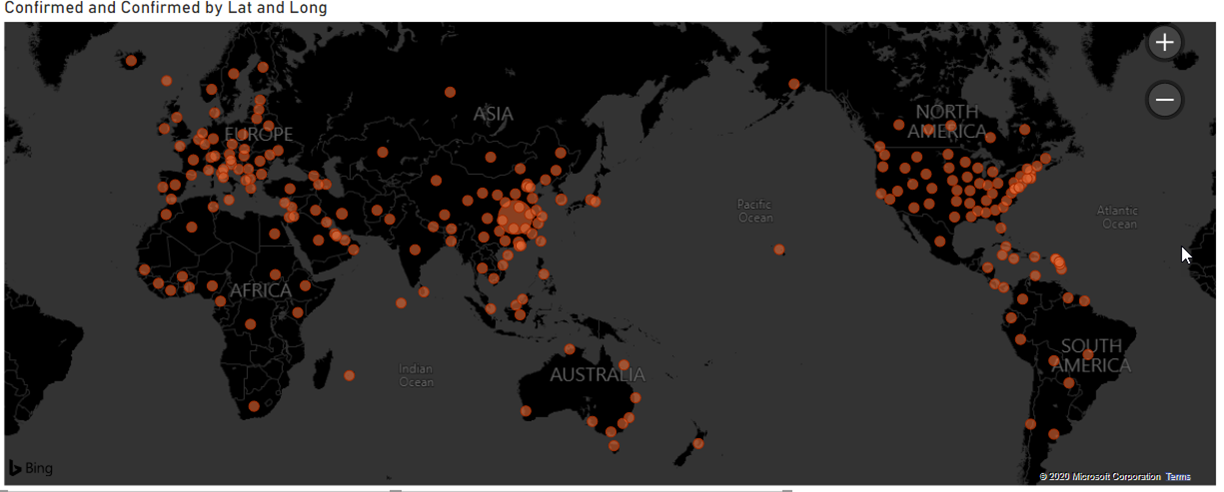 Confirmed and Confirmed by Lat and Long
+
ASIA
NORTH
AMERICA
EUROPE
−
Pacific
Ocean
Atlantic
Ocean
AFRICA
SOUTH
AMERICA
Indian
Ocean
AUSTRALIA
Bing
© 2020 Microsoft Corporation Terms